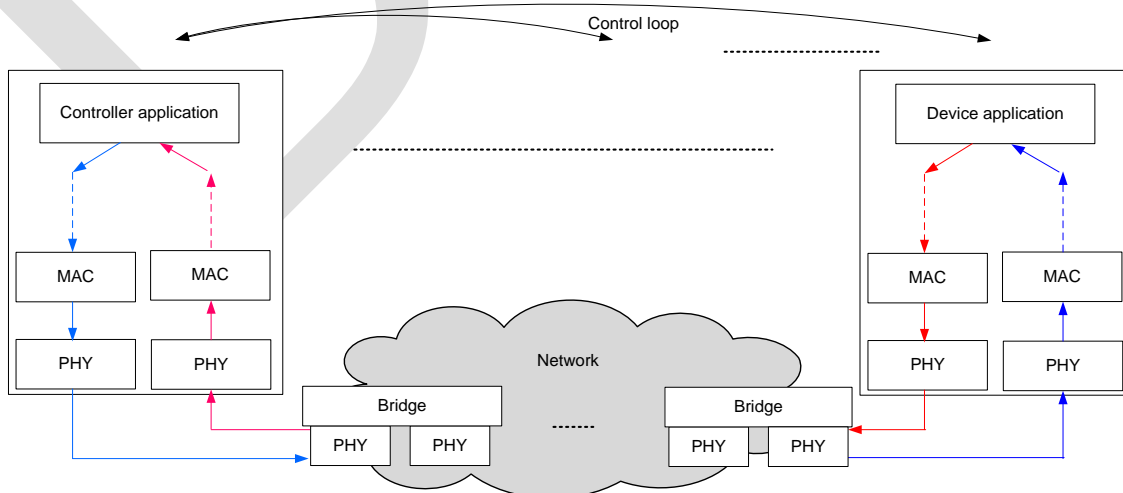 Control loop
Controller application
Device application
MAC
MAC
MAC
MAC
PHY
PHY
Network
PHY
PHY
Bridge
Bridge
PHY
PHY
PHY
PHY